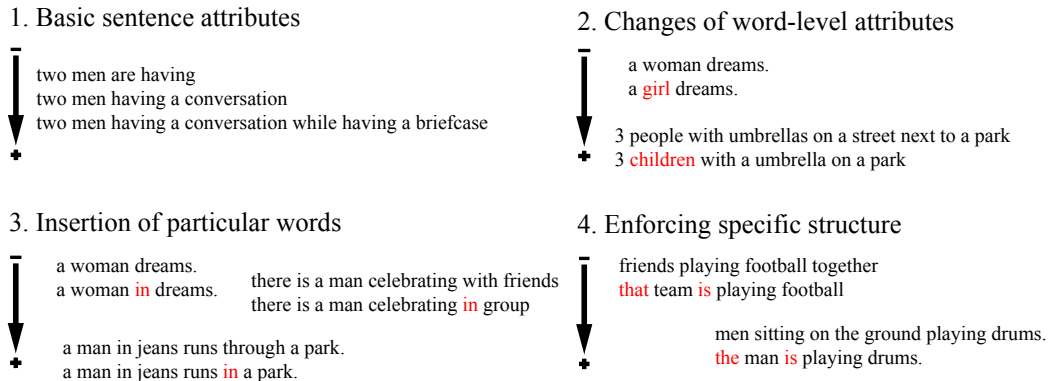 1. Basic sentence attributes
two men are having
two men having a conversation
two men having a conversation while having a briefcase
2. Changes of word-level attributes
a woman dreams.
a girl dreams.
3 people with umbrellas on a street next to a park
3 children with a umbrella on a park
3. Insertion of particular words
a woman dreams.
a woman in dreams.
there is a man celebrating with friends
there is a man celebrating in group
a man in jeans runs through a park.
a man in jeans runs in a park.
4. Enforcing specific structure
friends playing football together
that team is playing football
men sitting on the ground playing drums.
the man is playing drums.